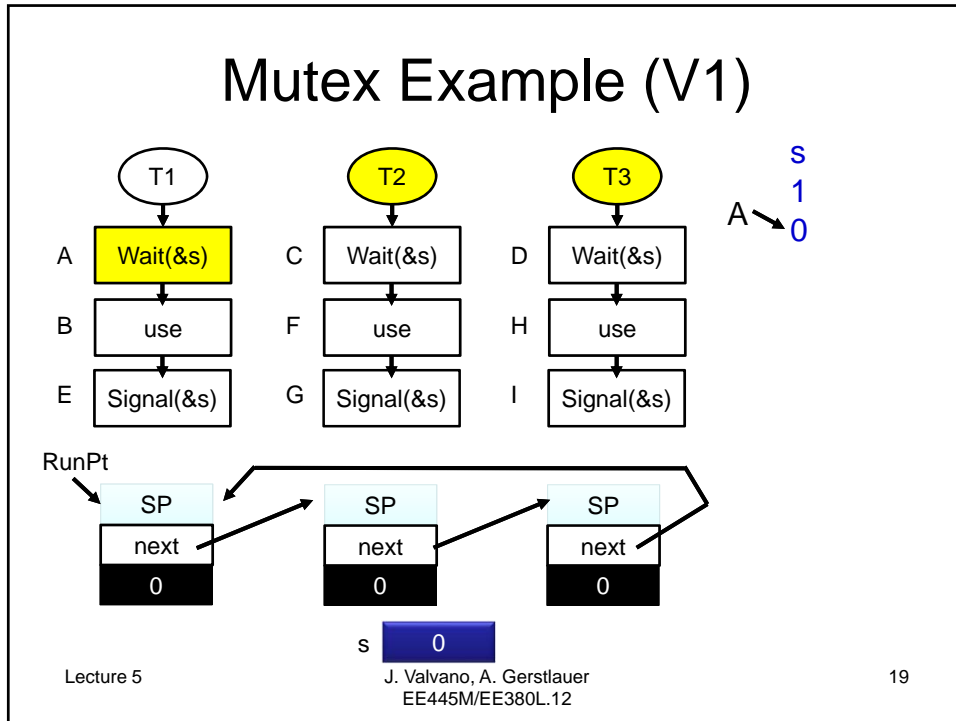 Mutex Example (V1)
T1
T2
T3
s
1
A 0
A Wait(&s) C Wait(&s) D Wait(&s)
B use F use H use
E Signal(&s) G Signal(&s) I Signal(&s)
RunPt
SP SP SP
next next next
0 0 0
s 0
Lecture 5
J. Valvano, A. Gerstlauer
EE445M/EE380L.12
19